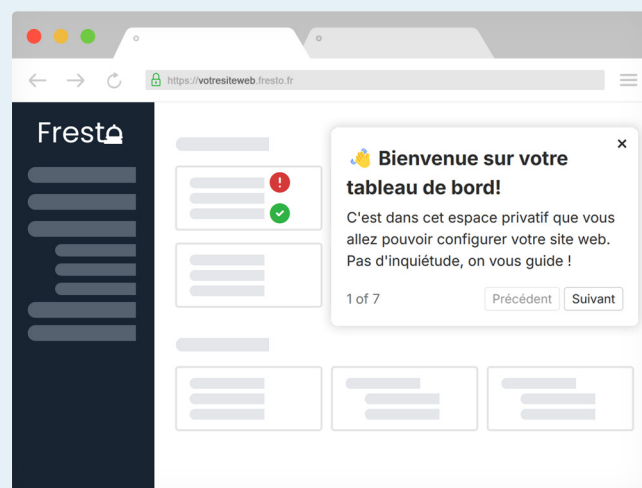 https://votresiteweb.fresto.fr
Fresto
👋 Bienvenue sur votre
tableau de bord!
C'est dans cet espace privatif que vous
allez pouvoir configurer votre site web.
Pas d'inquiétude, on vous guide !
1 of 7
Précédent
Suivant